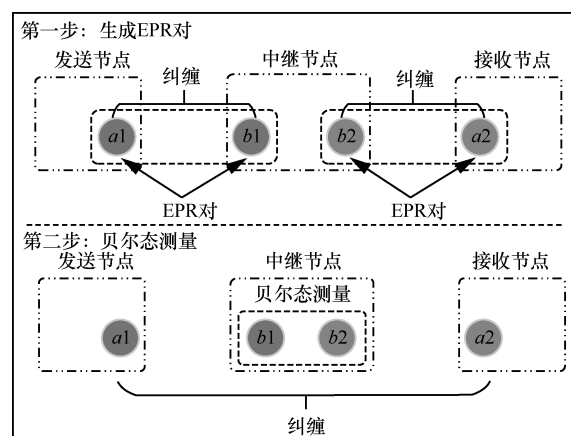 第一步：生成EPR对
发送节点 中继节点 接收节点
纠缠 纠缠
a1 b1 b2 a2
EPR对 EPR对
第二步：贝尔态测量
发送节点 中继节点 接收节点
贝尔态测量
a1 b1 b2 a2
纠缠